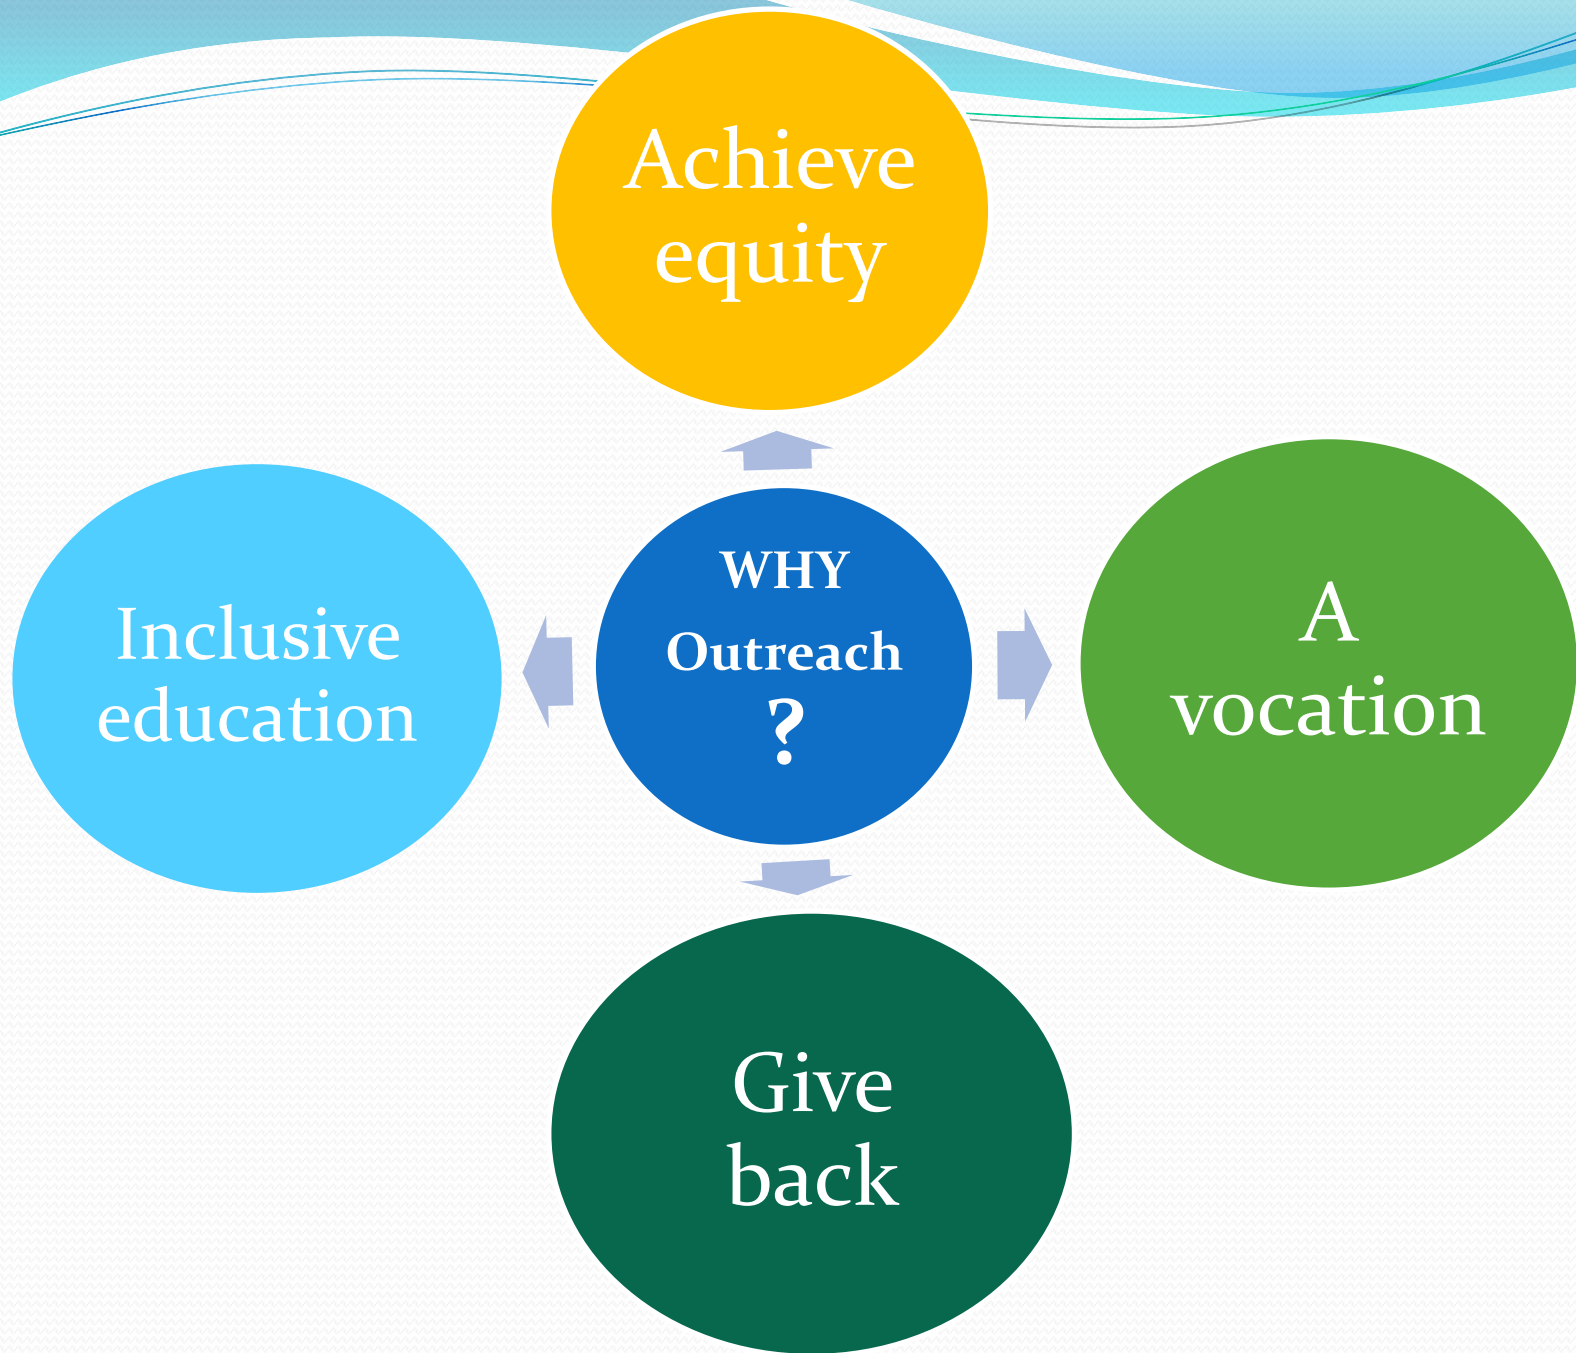 Achieve
equity
Inclusive
education
WHY
Outreach
?
A
vocation
Give
back